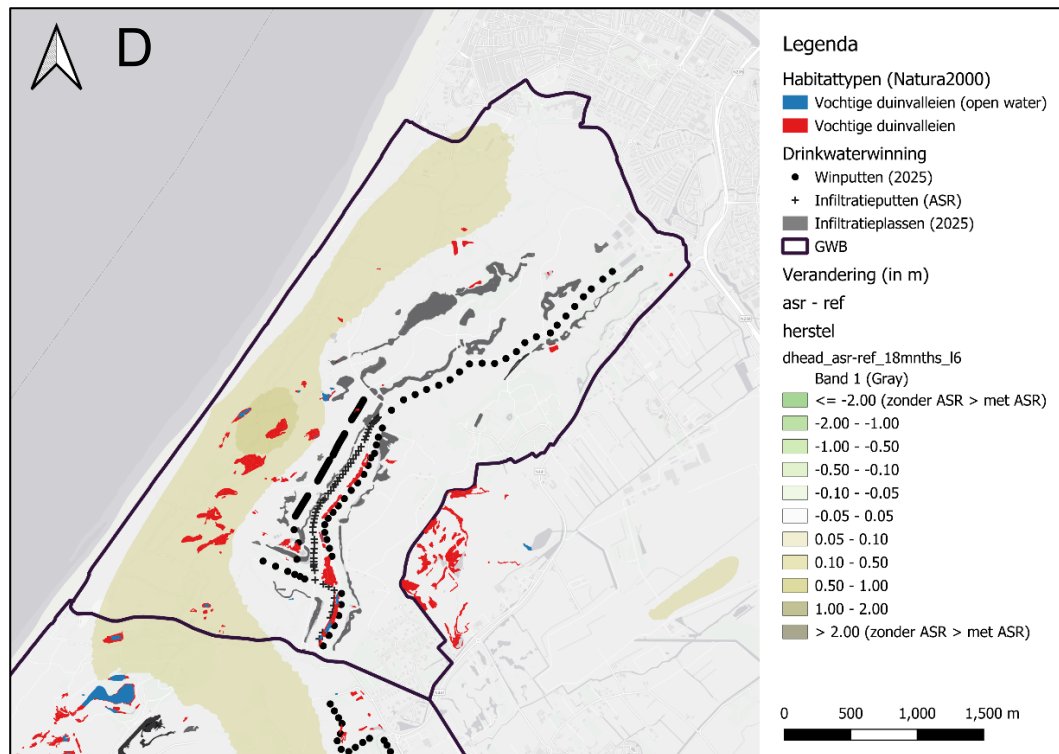 D
Legenda
Habitattypen (Natura2000)
Vochtige duinvalleien (open water)
Vochtige duinvalleien
Drinkwaterwinning
Winputten (2025)
Infiltratieputten (ASR)
Infiltratieplassen (2025)
GWB
Verandering (in m)
asr - ref
herstel
dhead_asr-ref_18mnths_l6
Band 1 (Gray)
<= -2.00 (zonder ASR > met ASR)
-2.00 - -1.00
-1.00 - -0.50
-0.50 - -0.10
-0.10 - -0.05
-0.05 - 0.05
0.05 - 0.10
0.10 - 0.50
0.50 - 1.00
1.00 - 2.00
> 2.00 (zonder ASR > met ASR)
0 500 1,000 1,500 m